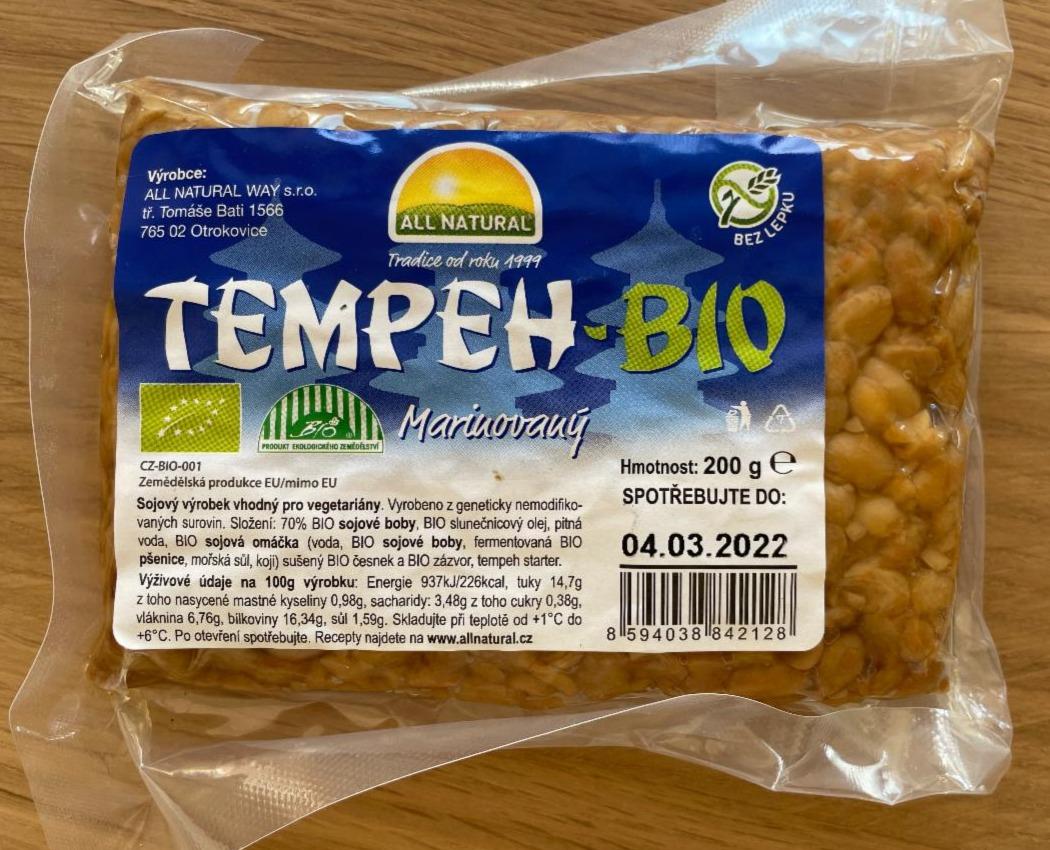 Výrobce:
ALL NATURAL WAY s.r.o.
tř. Tomáše Bati 1566
765 02 Otrokovice
ALL NATURAL
Tradice od roku 1999
BEZ LEPKU
TEMPEH-BIO
Marinovaný
BIO
PRODUKT EKOLOGICKÉHO ZEMĚDĚLSTVÍ
CZ-BIO-001
Zemědělská produkce EU/mimo EU
Sojový výrobek vhodný pro vegetariány. Vyrobeno z geneticky nemodifiko-
vaných surovin. Složení: 70% BIO sojové boby, BIO slunečnicový olej, pitná
voda, BIO sojová omáčka (voda, BIO sojové boby, fermentovaná BIO
pšenice, mořská sůl, koji) sušený BIO česnek a BIO zázvor, tempeh starter.
Výživové údaje na 100g výrobku: Energie 937kJ/226kcal, tuky 14,7g
z toho nasycené mastné kyseliny 0,98g, sacharidy: 3,48g z toho cukry 0,38g,
vláknina 6,76g, bílkoviny 16,34g, sůl 1,59g. Skladujte při teplotě od +1°C do
+6°C. Po otevření spotřebujte. Recepty najdete na www.allnatural.cz
Hmotnost: 200 g ℮
SPOTŘEBUJTE DO:
04.03.2022
8 594038 842128